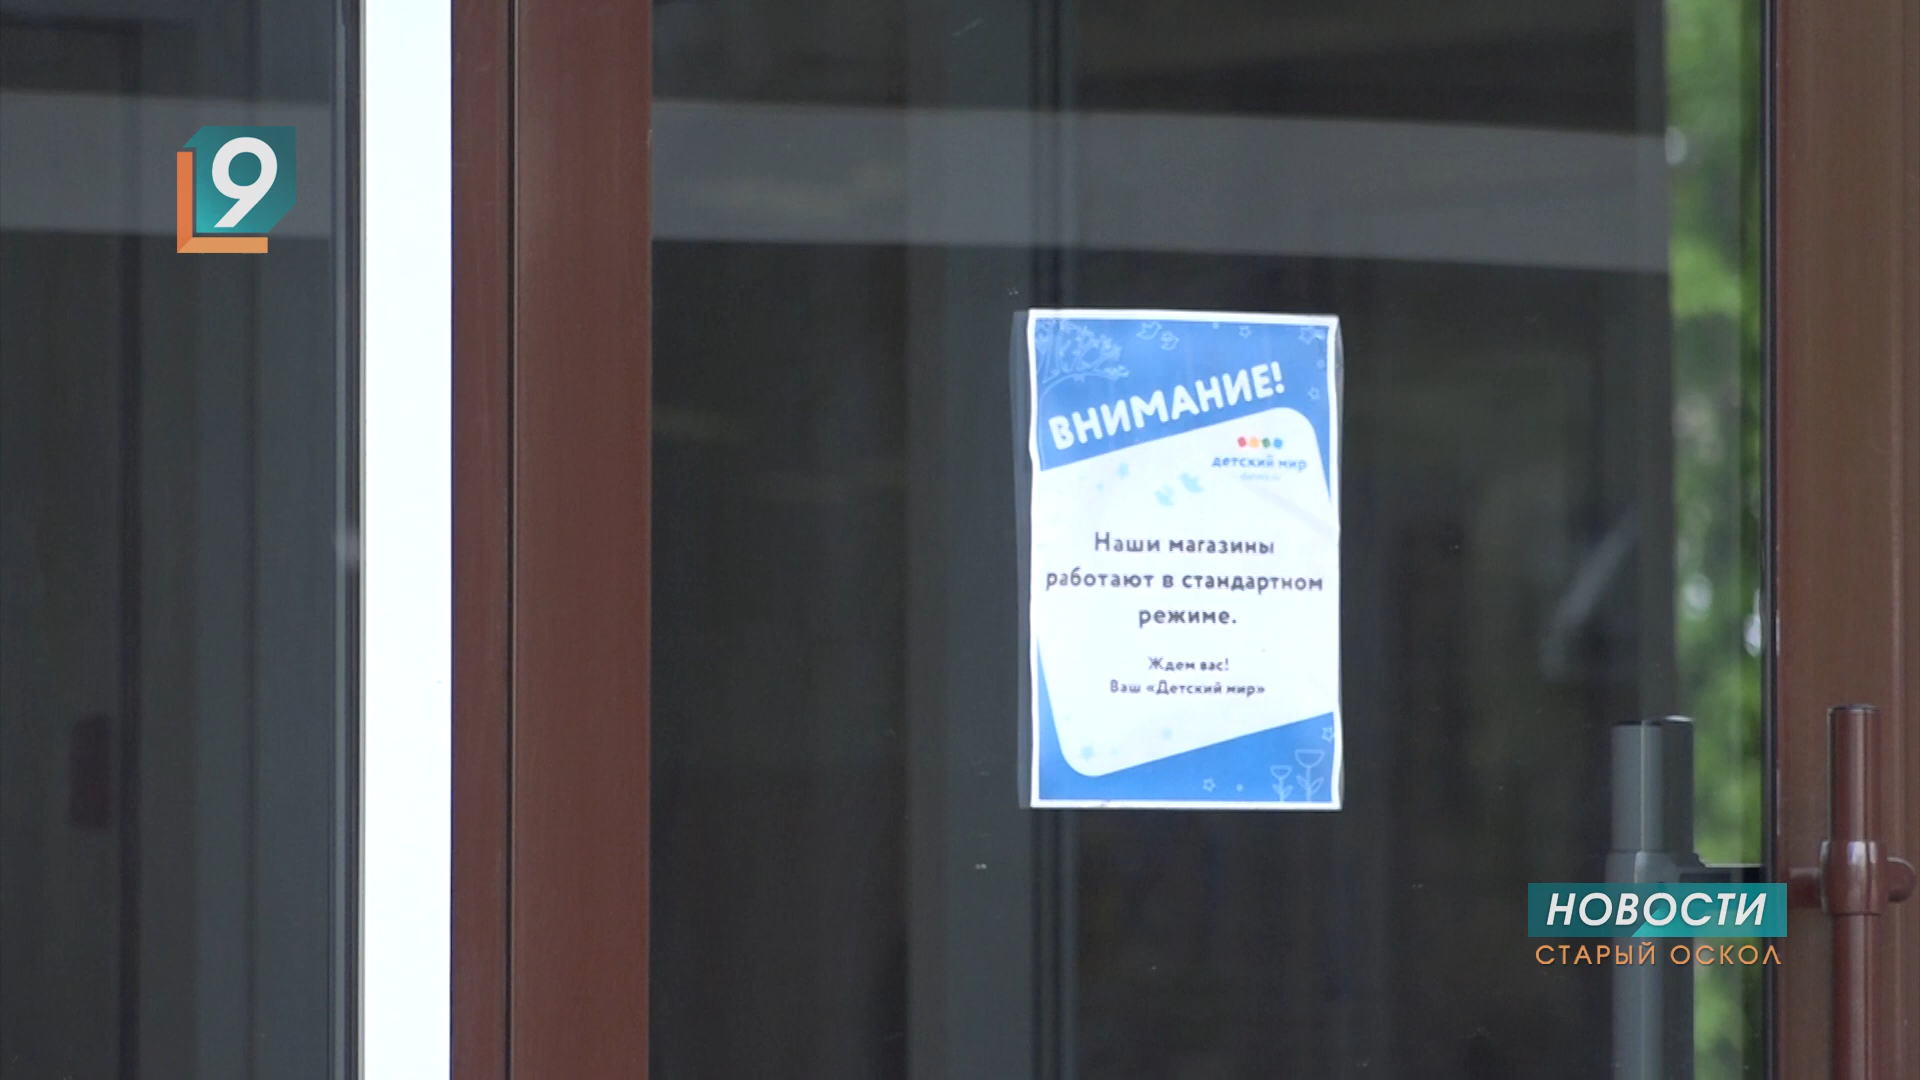 9
ВНИМАНИЕ!
детский мир
Наши магазины
работают в стандартном
режиме.
Ждем вас!
Ваш «Детский мир»
НОВОСТИ
СТАРЫЙ ОСКОЛ